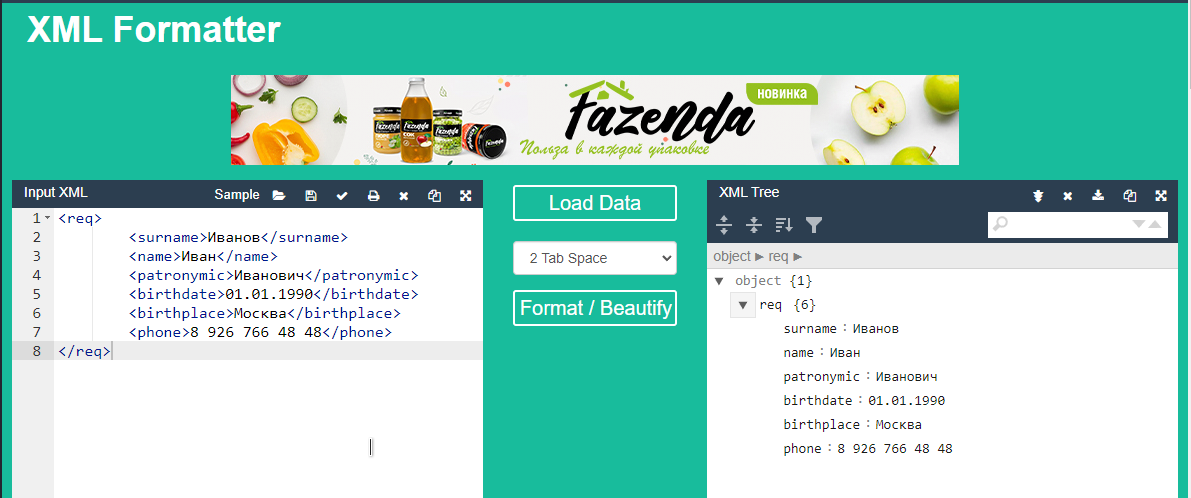 XML Formatter
Fazenda
новинка
Польза в каждой упаковке
Input XML
Sample
1 <req>
2 <surname>Иванов</surname>
3 <name>Иван</name>
4 <patronymic>Иванович</patronymic>
5 <birthdate>01.01.1990</birthdate>
6 <birthplace>Москва</birthplace>
7 <phone>8 926 766 48 48</phone>
8 </req>
Load Data
2 Tab Space
Format / Beautify
XML Tree
object ▶ req ▶
▼ object {1}
▼ req {6}
surname : Иванов
name : Иван
patronymic : Иванович
birthdate : 01.01.1990
birthplace : Москва
phone : 8 926 766 48 48